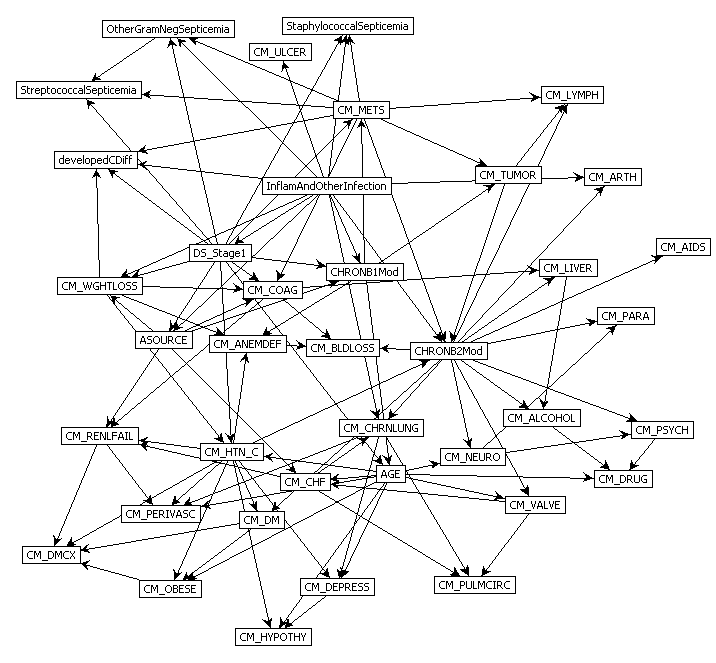 StaphylococcalSepticemia
OtherGramNegSepticemia
CM_ULCER
StreptococcalSepticemia
CM_LYMPH
CM_METS
developedCDiff
CM_TUMOR
CM_ARTH
InflamAndOtherInfection
CM_AIDS
DS_Stage1
CM_LIVER
CHRONB1Mod
CM_WGHTLOSS
CM_COAG
CM_PARA
ASOURCE
CM_ANEMDEF
CM_BLDLOSS
CHRONB2Mod
CM_ALCOHOL
CM_CHRNLUNG
CM_PSYCH
CM_RENLFAIL
CM_HTN_C
CM_NEURO
AGE
CM_DRUG
CM_CHF
CM_VALVE
CM_PERIVASC
CM_DM
CM_DMCX
CM_OBESE
CM_DEPRESS
CM_PULMCIRC
CM_HYPOTHY